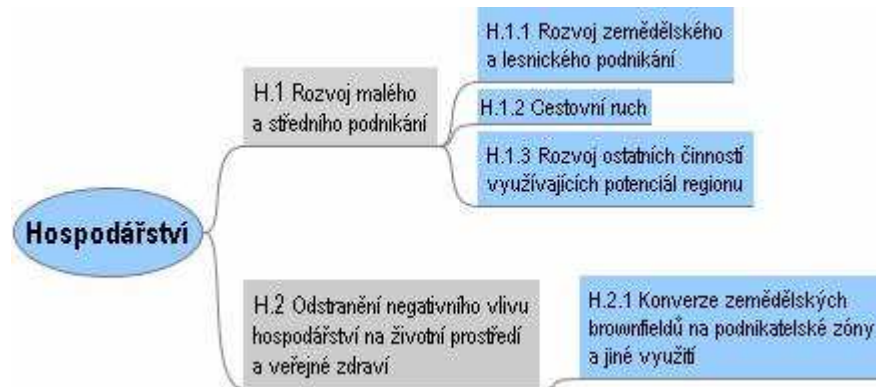 Hospodářství
H.1 Rozvoj malého
a středního podnikání
H.1.1 Rozvoj zemědělského
a lesnického podnikání
H.1.2 Cestovní ruch
H.1.3 Rozvoj ostatních činností
využívajících potenciál regionu
H.2 Odstranění negativního vlivu
hospodářství na životní prostředí
a veřejné zdraví
H.2.1 Konverze zemědělských
brownfieldů na podnikatelské zóny
a jiné využití